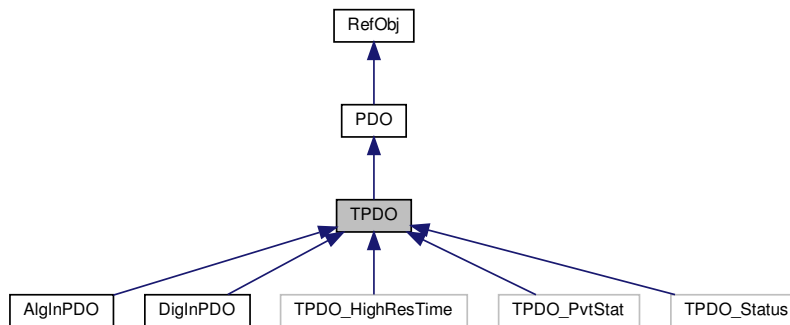 RefObj
PDO
TPDO
AlgInPDO DigInPDO TPDO_HighResTime TPDO_PvtStat TPDO_Status